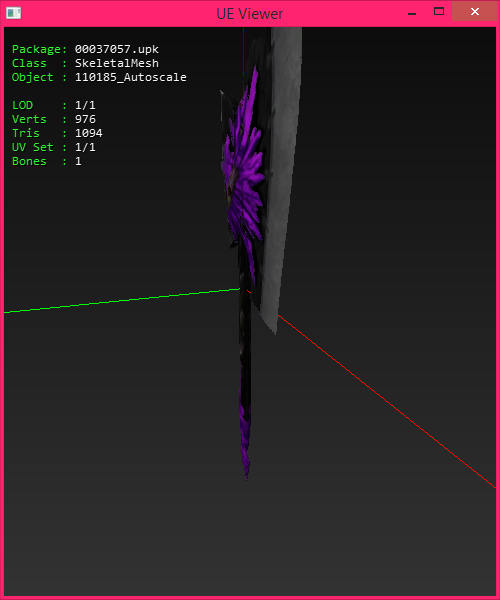 UE Viewer
Package: 00037057.upk
Class  : SkeletalMesh
Object : 110185_Autoscale
LOD    : 1/1
Verts  : 976
Tris   : 1094
UV Set : 1/1
Bones  : 1